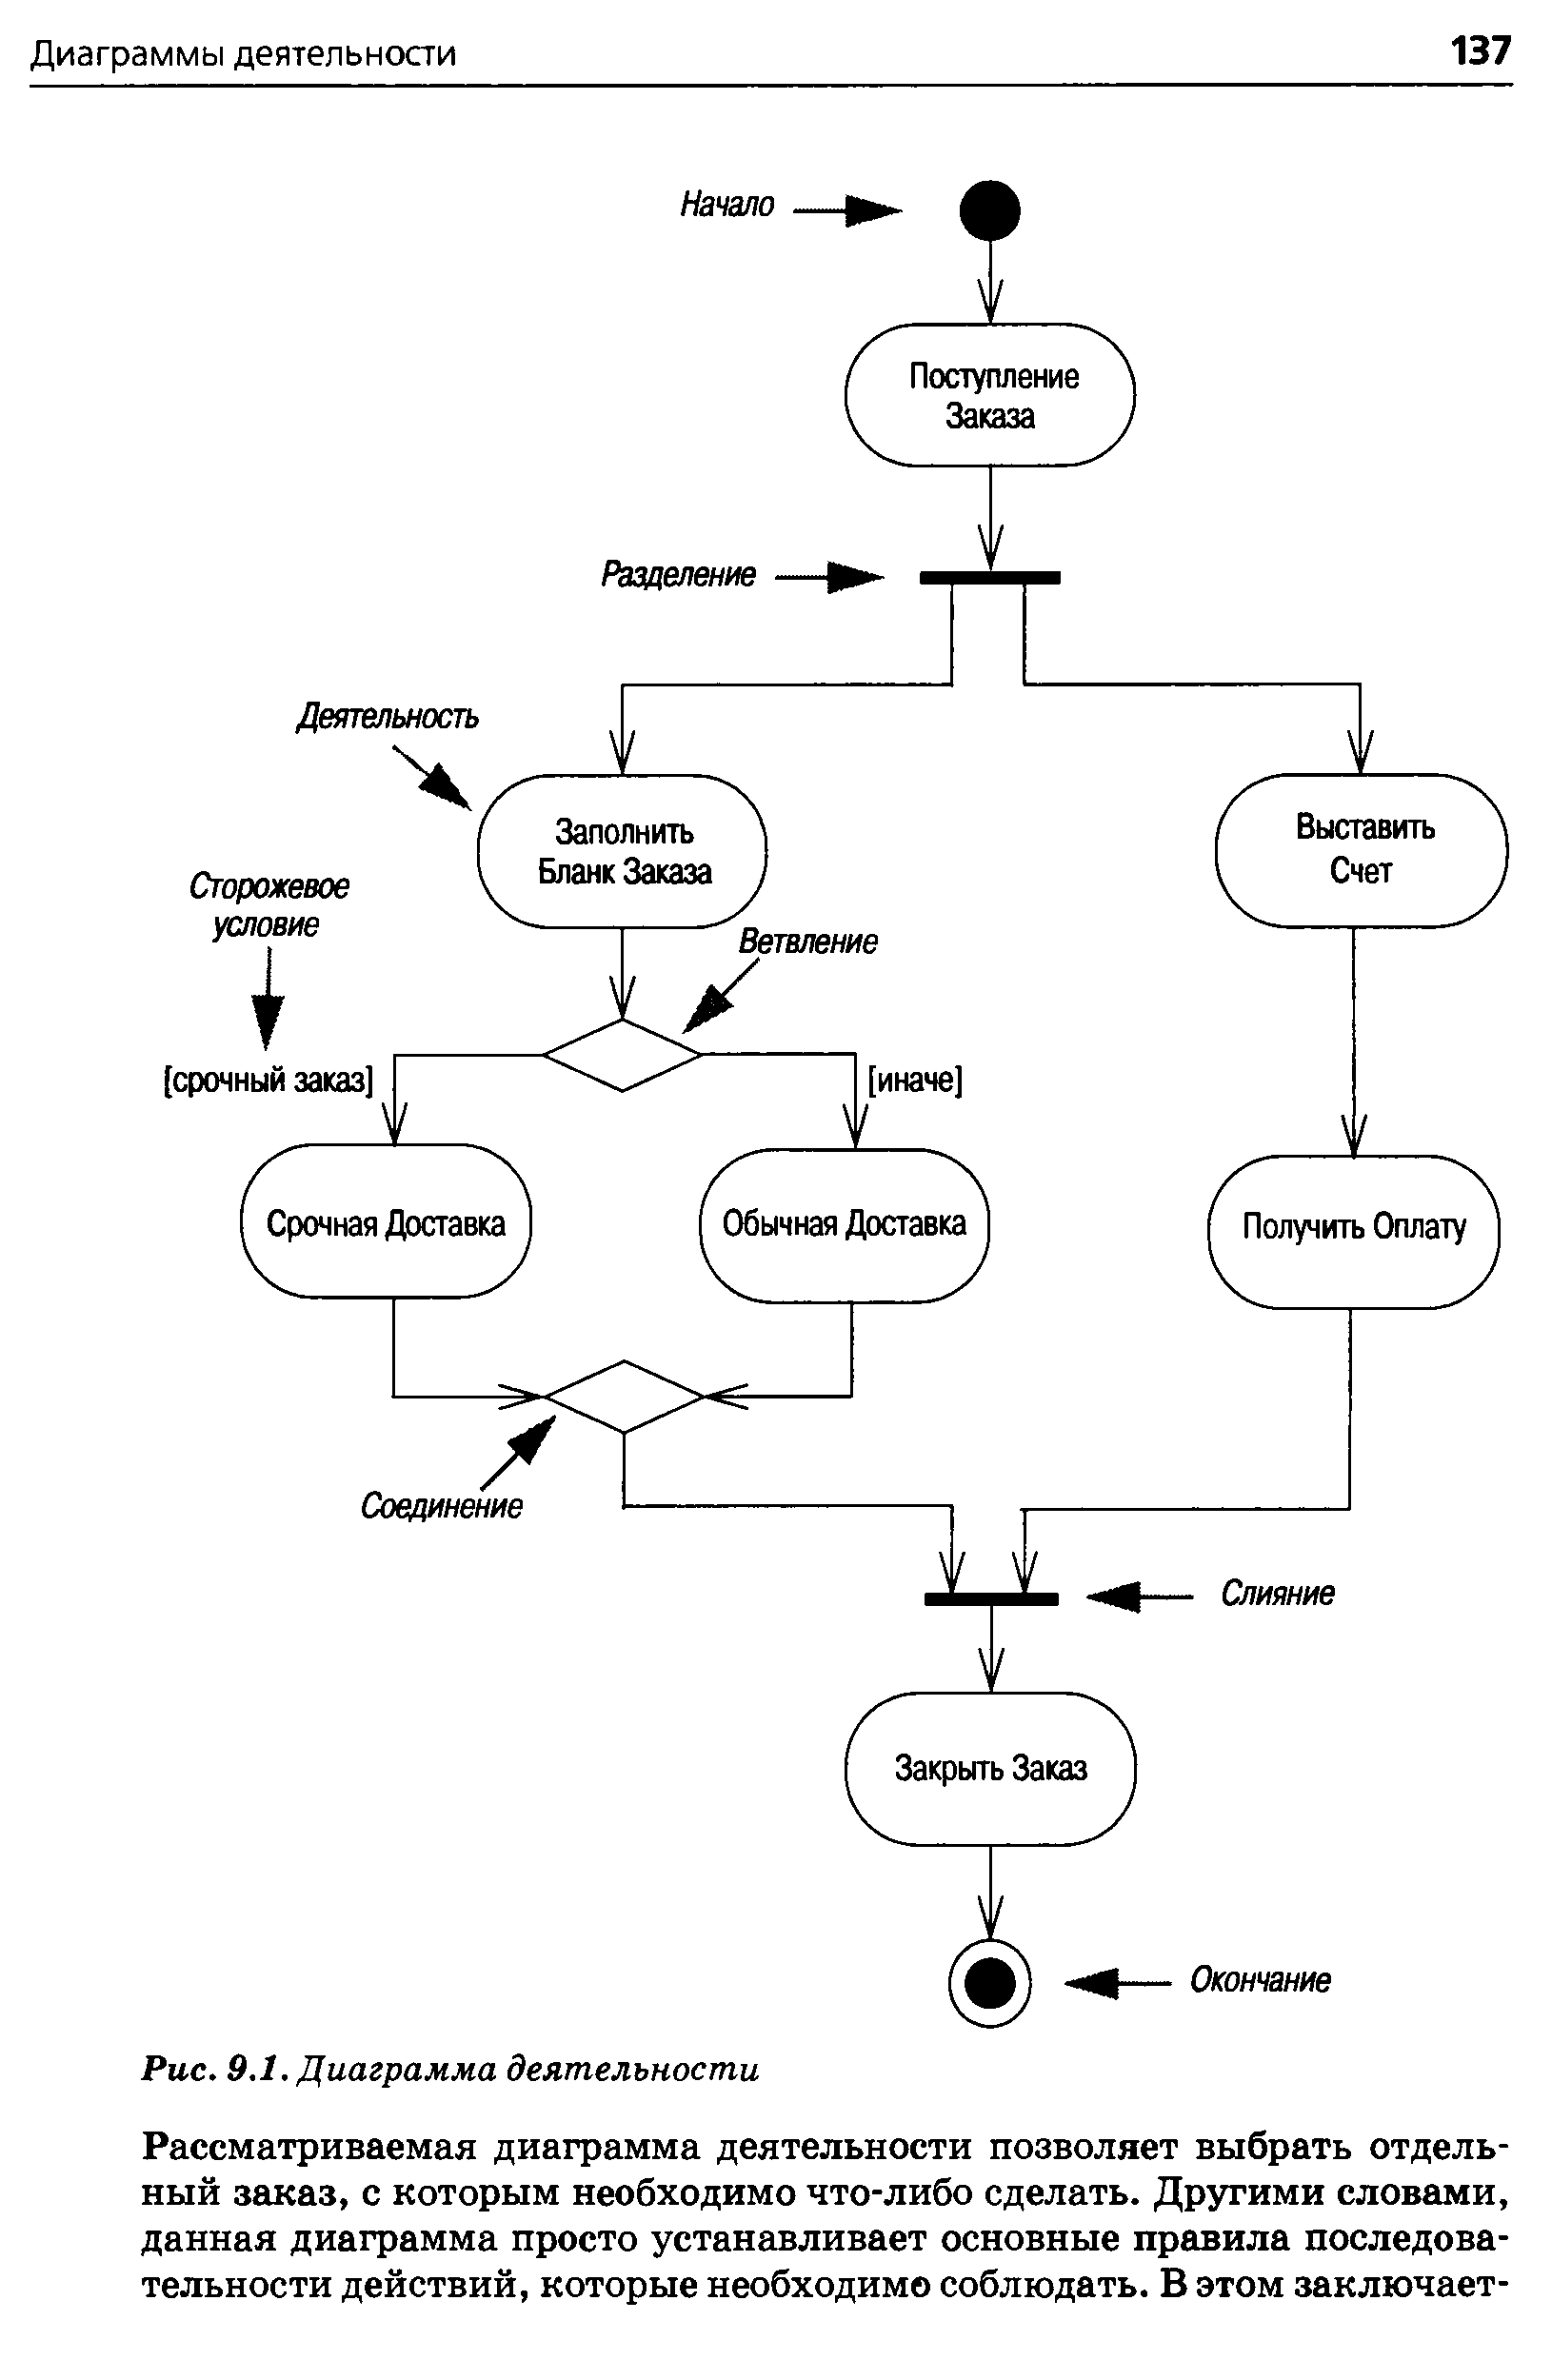 Диаграммы деятельности
137
Начало
Поступление
Заказа
Разделение
Деятельность
Заполнить
Бланк Заказа
Выставить
Счет
Сторожевое
условие
Ветвление
[срочный заказ]
[иначе]
Срочная Доставка
Обычная Доставка
Получить Оплату
Соединение
Слияние
Закрыть Заказ
Окончание
Рис. 9.1. Диаграмма деятельности
Рассматриваемая диаграмма деятельности позволяет выбрать отдель-
ный заказ, с которым необходимо что-либо сделать. Другими словами,
данная диаграмма просто устанавливает основные правила последова-
тельности действий, которые необходимо соблюдать. В этом заключает-